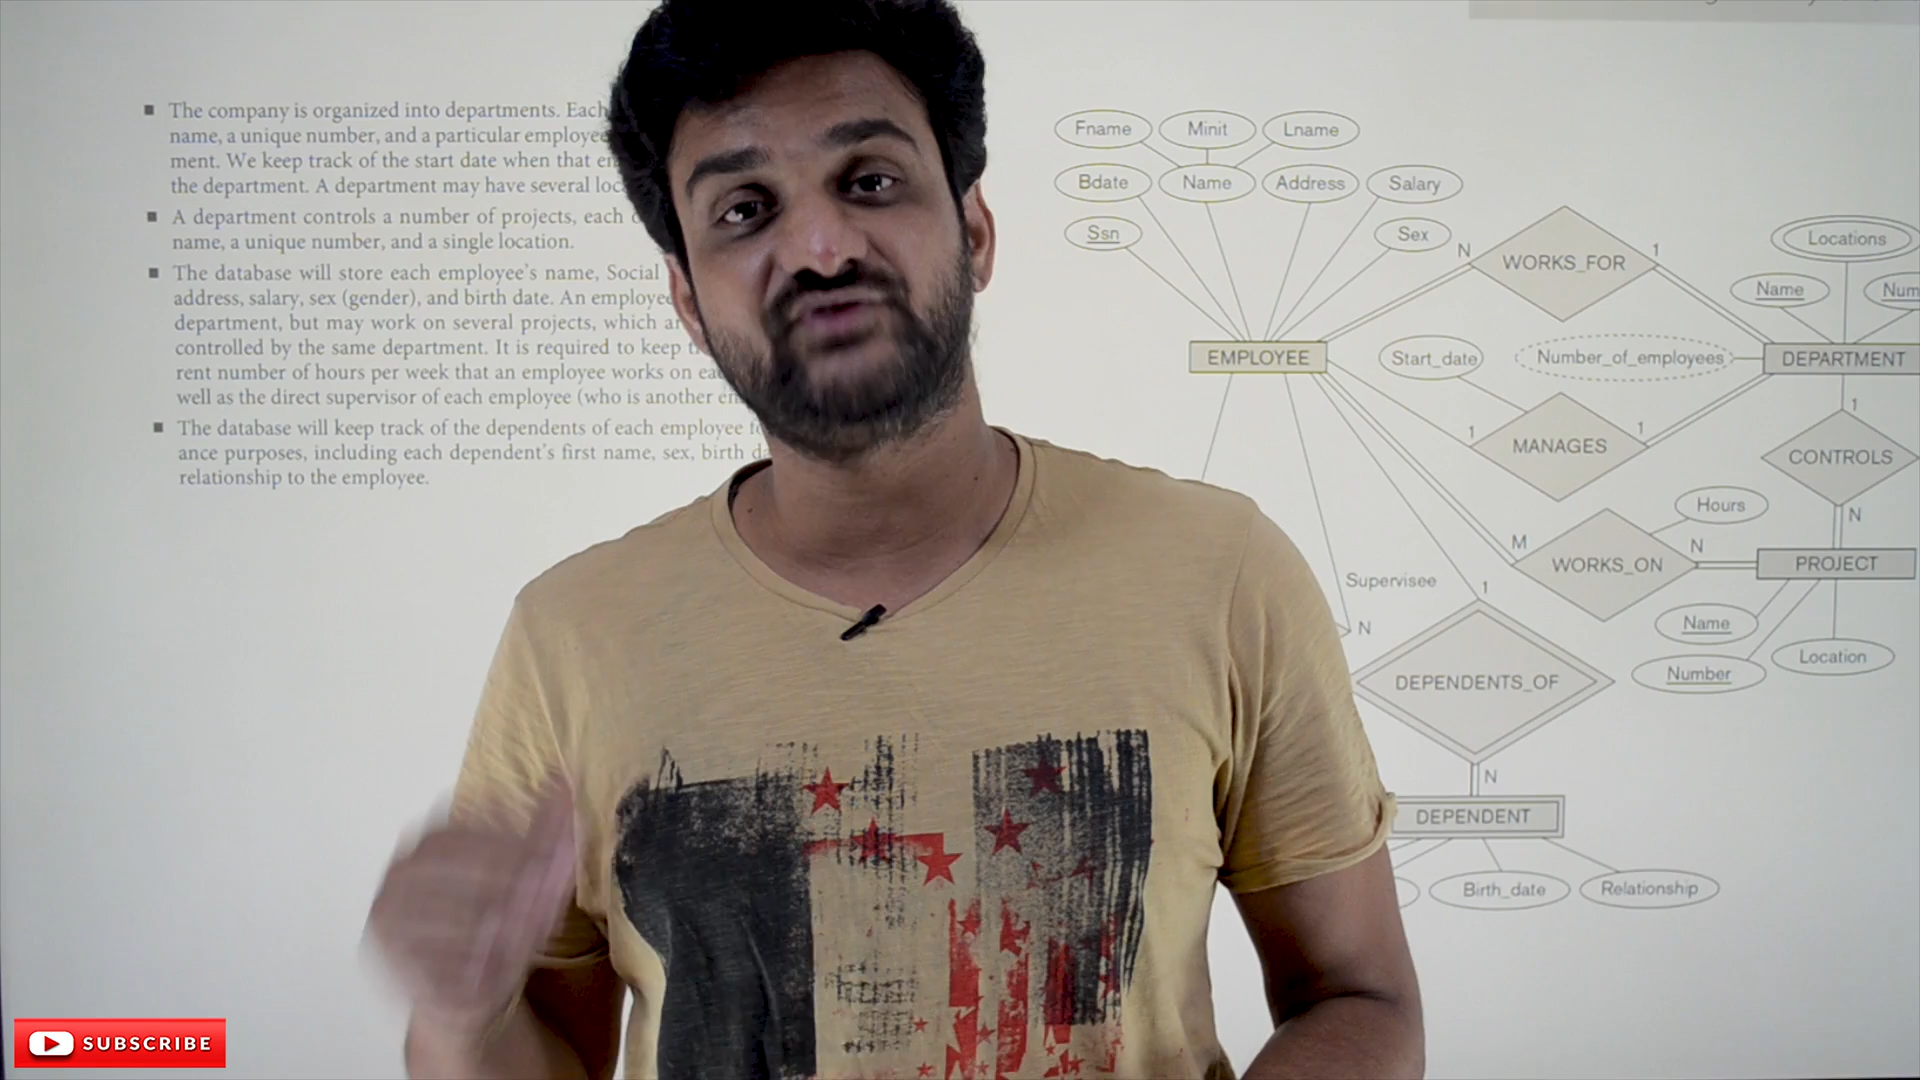 ■ The company is organized into departments. Each
name, a unique number, and a particular employee
ment. We keep track of the start date when that
the department. A department may have several
■ A department controls a number of projects, each
name, a unique number, and a single location.
■ The database will store each employee's name, Social
address, salary, sex (gender), and birth date. An employee
department, but may work on several projects, which
controlled by the same department. It is required to keep
rent number of hours per week that an employee works on
well as the direct supervisor of each employee (who is another
■ The database will keep track of the dependents of each employee
ance purposes, including each dependent's first name, sex, birth
relationship to the employee.
Fname Minit Lname
Bdate Name Address Salary
Ssn Sex
N WORKS_FOR 1
Locations
Name
EMPLOYEE
Start_date
Number_of_employees
DEPARTMENT
1 MANAGES 1
1
CONTROLS
N
Hours
M WORKS_ON N
PROJECT
Name
Number
Location
Supervisee
N
1
DEPENDENTS_OF
N
DEPENDENT
Birth_date Relationship
SUBSCRIBE